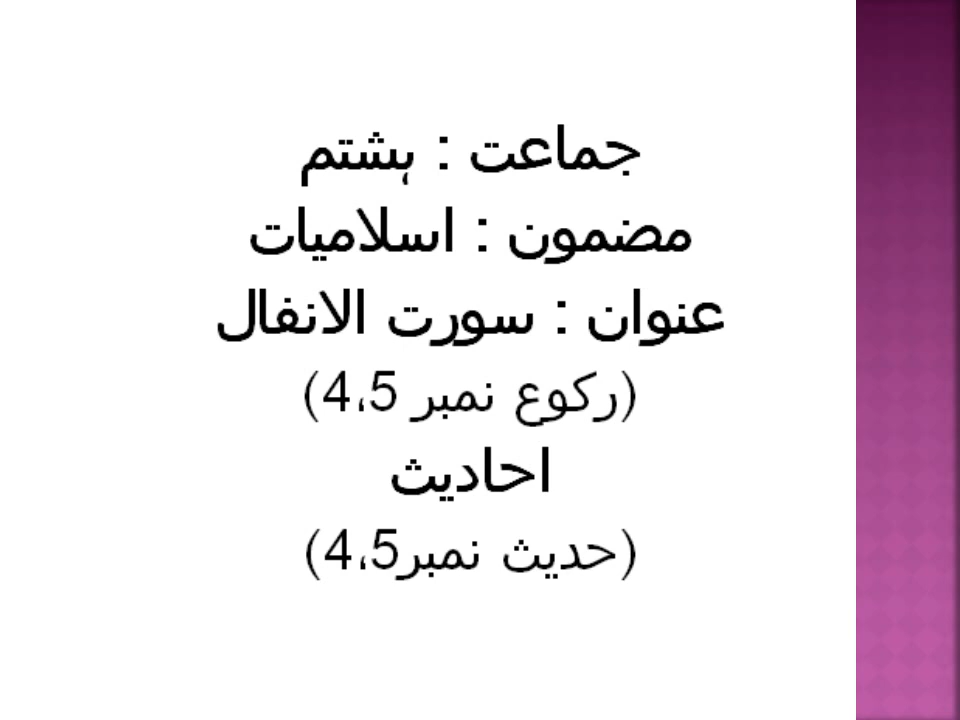 جماعت : ہشتم
مضمون : اسلامیات
عنوان : سورت الانفال
(رکوع نمبر 4،5)
احادیث
(حدیث نمبر4،5)